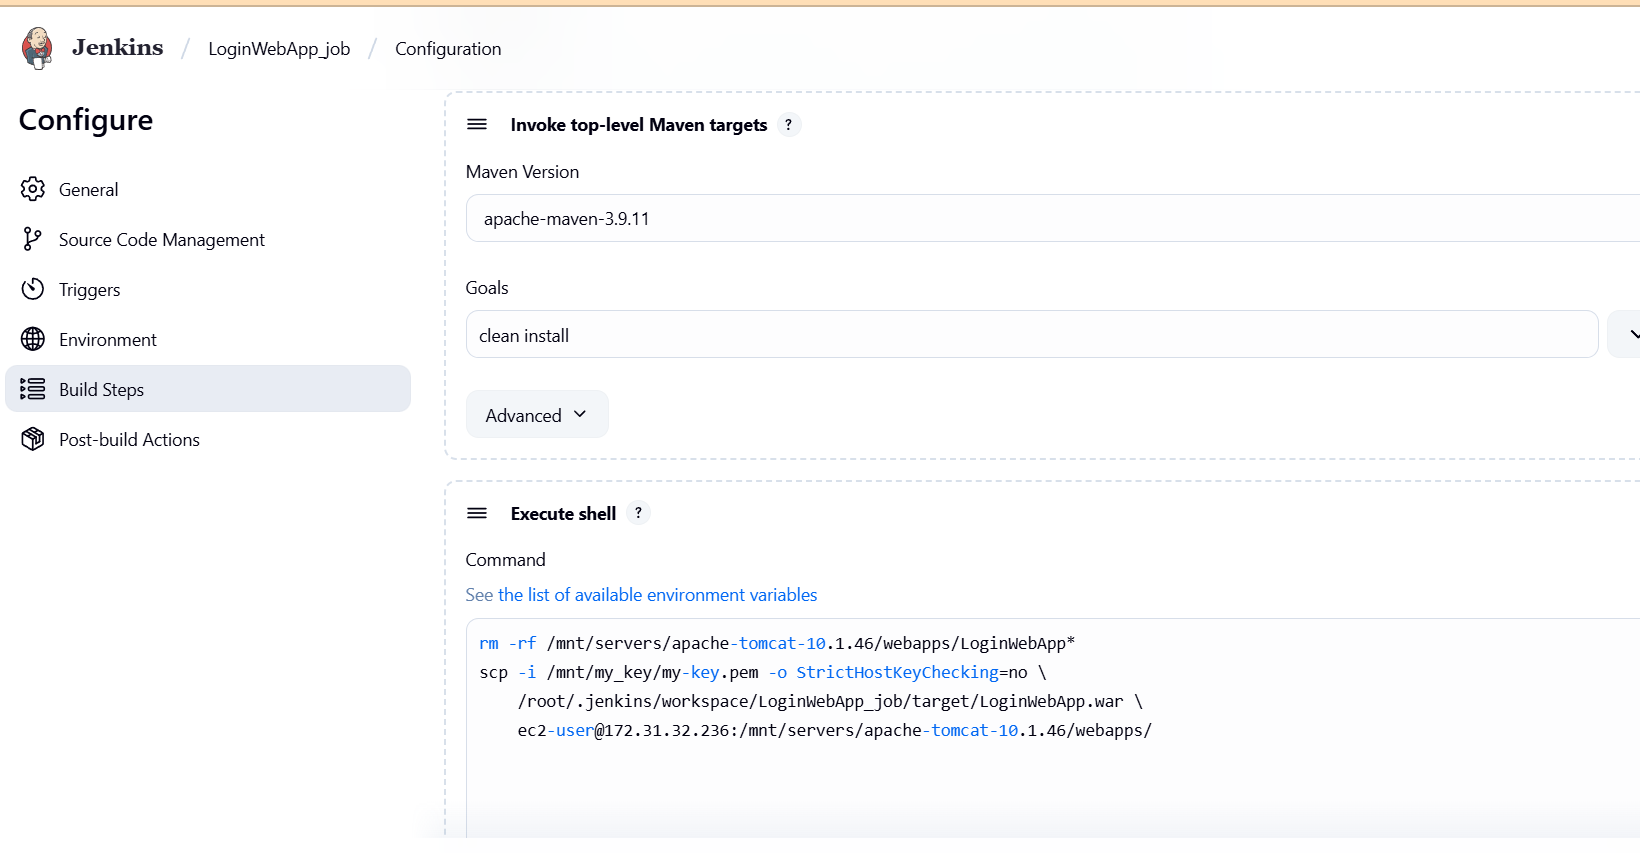 Jenkins / LoginWebApp_job / Configuration
Configure
General
Source Code Management
Triggers
Environment
Build Steps
Post-build Actions
Invoke top-level Maven targets ?
Maven Version
apache-maven-3.9.11
Goals
clean install
Advanced
Execute shell ?
Command
See the list of available environment variables
rm -rf /mnt/servers/apache-tomcat-10.1.46/webapps/LoginWebApp*
scp -i /mnt/my_key/my-key.pem -o StrictHostKeyChecking=no \
/root/.jenkins/workspace/LoginWebApp_job/target/LoginWebApp.war \
ec2-user@172.31.32.236:/mnt/servers/apache-tomcat-10.1.46/webapps/